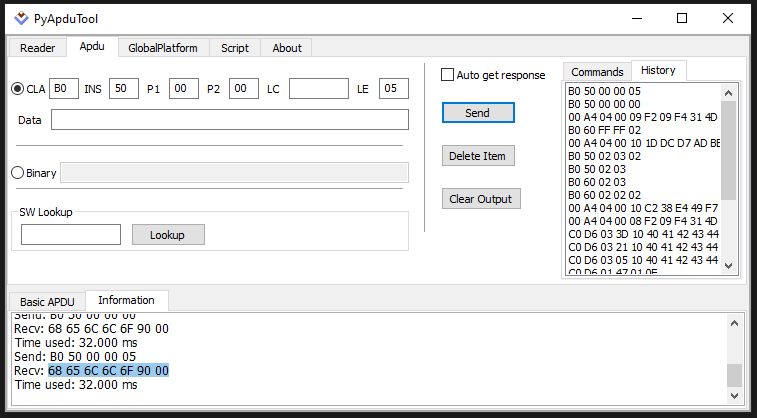 PyApduTool
Reader Apdu GlobalPlatform Script About
CLA B0 INS 50 P1 00 P2 00 LC LE 05
Data
Binary
SW Lookup
Lookup
Auto get response
Send
Delete Item
Clear Output
Commands History
B0 50 00 00 05
B0 50 00 00 00
00 A4 04 00 09 F2 09 F4 31 4D
B0 60 FF FF 02
00 A4 04 00 10 1D DC D7 AD BE
B0 50 02 03 02
B0 50 02 03
B0 60 02 03
B0 60 02 02 02
00 A4 04 00 10 C2 38 E4 49 F7
00 A4 04 00 08 F2 09 F4 31 4D
C0 D6 03 3D 10 40 41 42 43 44
C0 D6 03 21 10 40 41 42 43 44
C0 D6 03 05 10 40 41 42 43 44
C0 D6 01 47 01 0F
Basic APDU Information
Send: B0 50 00 00 00
Recv: 68 65 6C 6C 6F 90 00
Time used: 32.000 ms
Send: B0 50 00 00 05
Recv: 68 65 6C 6C 6F 90 00
Time used: 32.000 ms